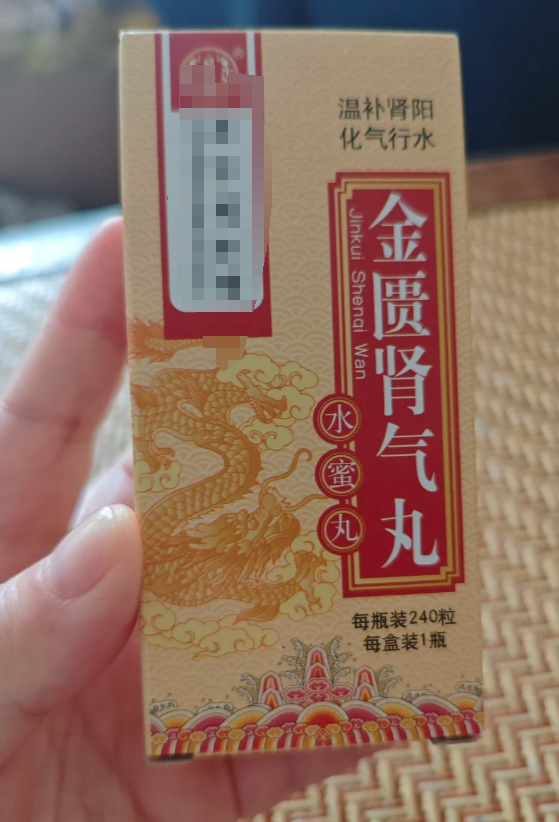 温补肾阳
化气行水
金匮肾气丸
Jinkui Shenqi Wan
水蜜丸
每瓶装240粒
每盒装1瓶